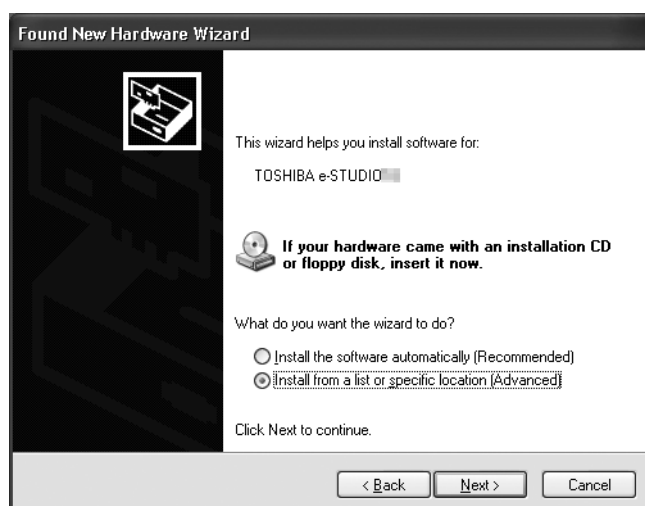 Found New Hardware Wizard
This wizard helps you install software for:
TOSHIBA e-STUDIO
If your hardware came with an installation CD
or floppy disk, insert it now.
What do you want the wizard to do?
Install the software automatically (Recommended)
Install from a list or specific location (Advanced)
Click Next to continue.
< Back Next > Cancel